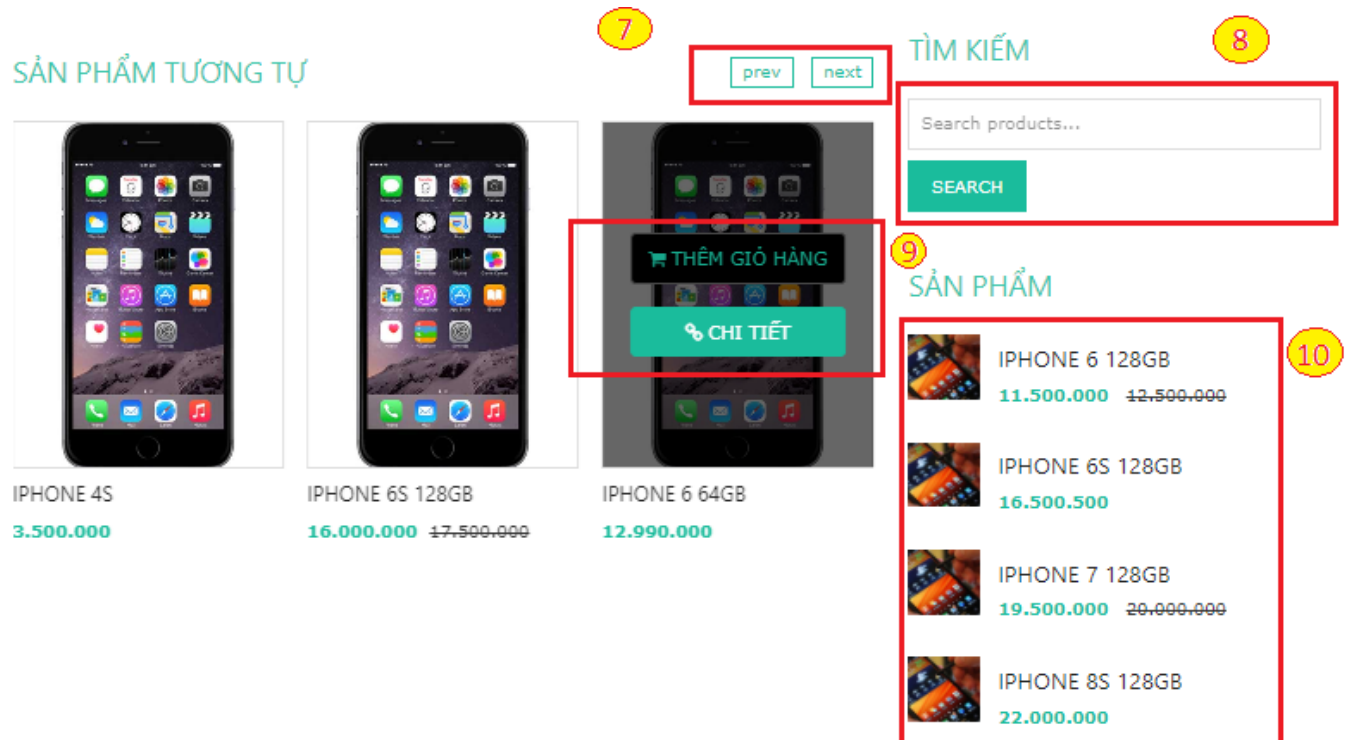 7
SẢN PHẨM TƯƠNG TỰ
prev next
IPHONE 4S
3.500.000
IPHONE 6S 128GB
16.000.000 17.500.000
THÊM GIỎ HÀNG
CHI TIẾT
IPHONE 6 64GB
12.990.000
8
TÌM KIẾM
Search products...
SEARCH
9
SẢN PHẨM
10
IPHONE 6 128GB
11.500.000 12.500.000
IPHONE 6S 128GB
16.500.500
IPHONE 7 128GB
19.500.000 20.000.000
IPHONE 8S 128GB
22.000.000